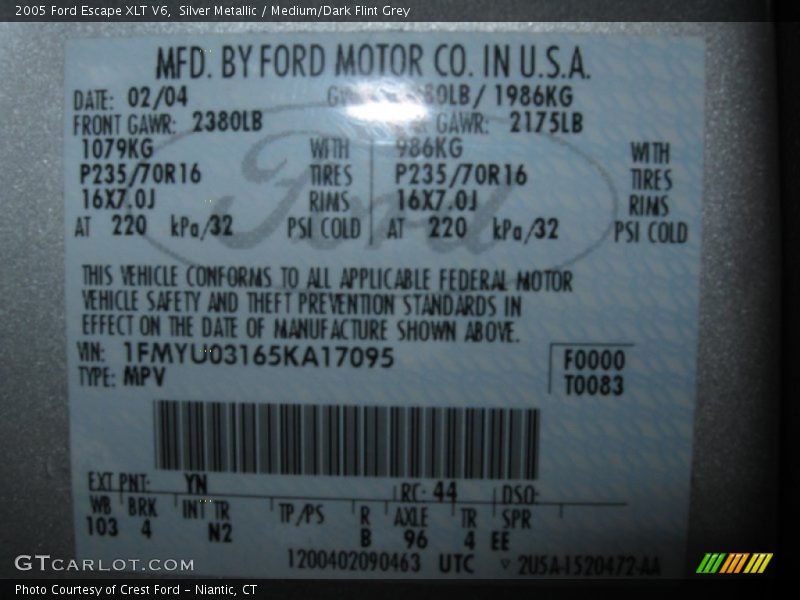 2005 Ford Escape XLT V6, Silver Metallic / Medium/Dark Flint Grey
MFD. BY FORD MOTOR CO. IN U.S.A.
DATE: 02/04 80LB/ 1986KG
FRONT GAWR: 2380LB GAWR: 2175LB
1079KG WITH 986KG WITH
P235/70R16 TIRES P235/70R16 TIRES
16X7.0J RIMS 16X7.0J RIMS
AT 220 kPa/32 PSI COLD AT 220 kPa/32 PSI COLD
Ford
THIS VEHICLE CONFORMS TO ALL APPLICABLE FEDERAL MOTOR
VEHICLE SAFETY AND THEFT PREVENTION STANDARDS IN
EFFECT ON THE DATE OF MANUFACTURE SHOWN ABOVE.
VIN: 1FMYU03165KA17095 F0000
TYPE: MPV T0083
EXT PNT: YN RC: 44 DSO:
WB BRK INT TR TP/PS R AXLE TR SPR
103 4 N2 B 96 4 EE
1200402090463 UTC ▽ 2U5A-1520472-AA
GTCARLOT.COM
Photo Courtesy of Crest Ford - Niantic, CT